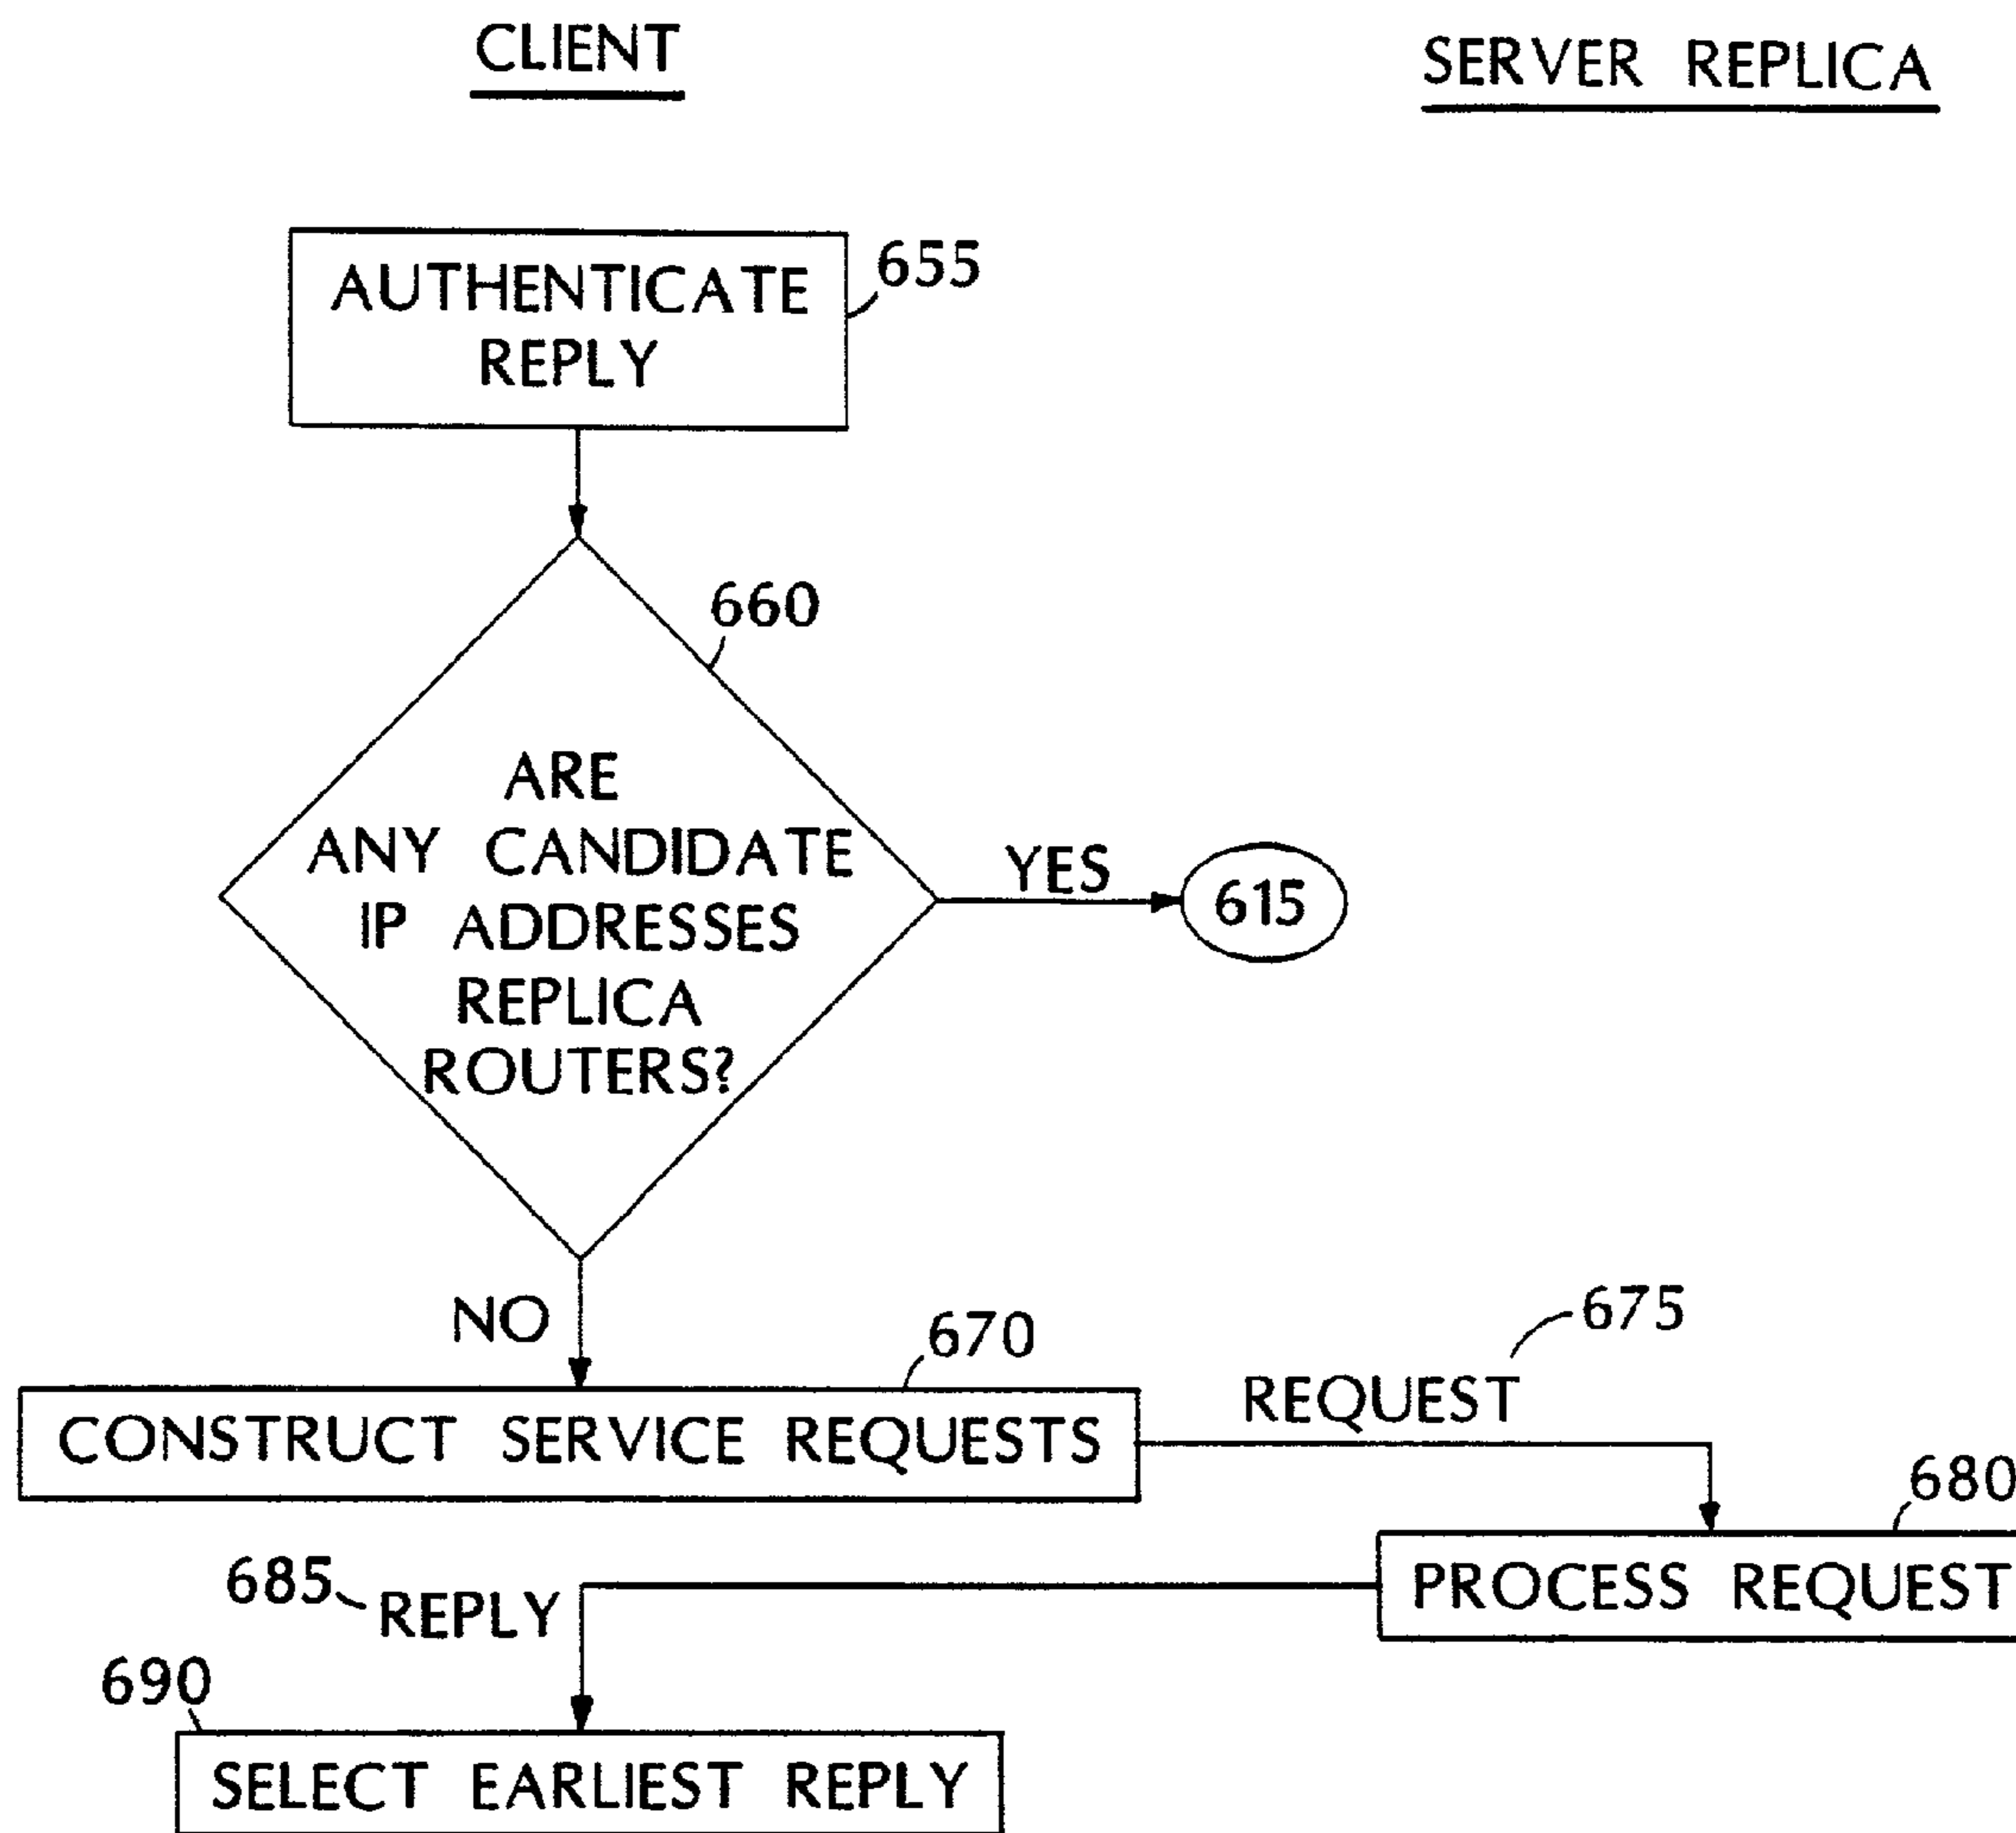 CLIENT
SERVER REPLICA
AUTHENTICATE
REPLY
655
660
ARE
ANY CANDIDATE
IP ADDRESSES
REPLICA
ROUTERS?
YES
615
NO
670
675
CONSTRUCT SERVICE REQUESTS
REQUEST
680
PROCESS REQUEST
685
REPLY
690
SELECT EARLIEST REPLY